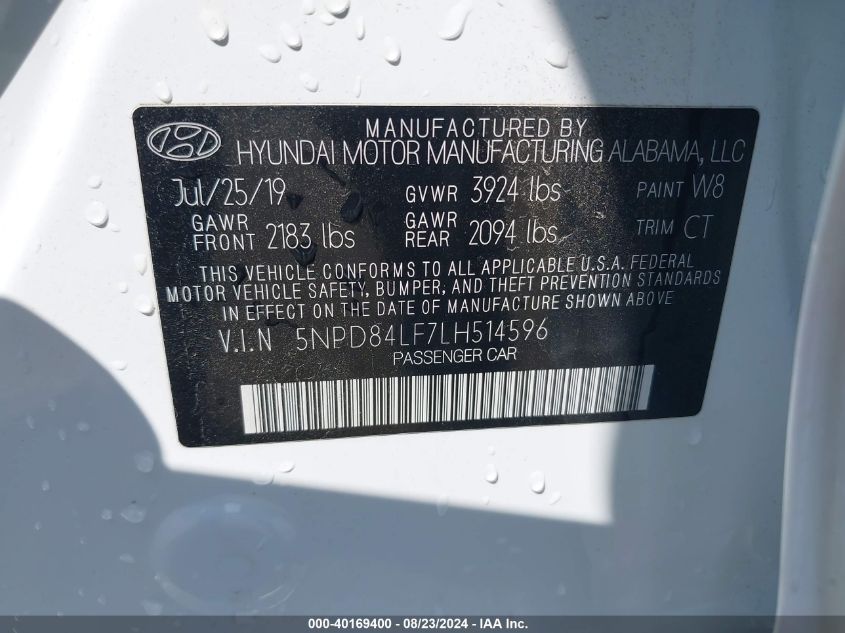 MANUFACTURED BY
HYUNDAI MOTOR MANUFACTURING ALABAMA, LLC
Jul/25/19 GVWR 3924 lbs PAINT W8
GAWR FRONT 2183 lbs GAWR REAR 2094 lbs TRIM CT
THIS VEHICLE CONFORMS TO ALL APPLICABLE U.S.A. FEDERAL
MOTOR VEHICLE SAFETY, BUMPER, AND THEFT PREVENTION STANDARDS
IN EFFECT ON THE DATE OF MANUFACTURE SHOWN ABOVE
V.I.N 5NPD84LF7LH514596
PASSENGER CAR
000-40169400 - 08/23/2024 - IAA Inc.